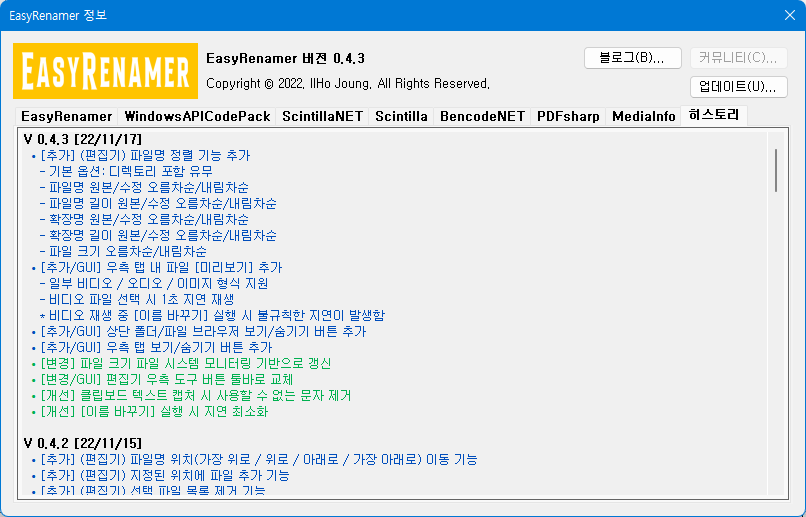 EasyRenamer 정보
EASYRENAMER
EasyRenamer 버전 0.4.3
Copyright © 2022, IlHo Joung, All Rights Reserved,
블로그(B)...
커뮤니티(C)...
업데이트(U)...
EasyRenamer WindowsAPICodePack ScintillaNET Scintilla BencodeNET PDFsharp MediaInfo 히스토리
V 0.4.3 [22/11/17]
• [추가] (편집기) 파일명 정렬 기능 추가
- 기본 옵션: 디렉토리 포함 유무
- 파일명 원본/수정 오름차순/내림차순
- 파일명 길이 원본/수정 오름차순/내림차순
- 확장명 원본/수정 오름차순/내림차순
- 확장명 길이 원본/수정 오름차순/내림차순
- 파일 크기 오름차순/내림차순
• [추가/GUI] 우측 탭 내 파일 [미리보기] 추가
- 일부 비디오 / 오디오 / 이미지 형식 지원
- 비디오 파일 선택 시 1초 지연 재생
* 비디오 재생 중 [이름 바꾸기] 실행 시 불규칙한 지연이 발생함
• [추가/GUI] 상단 폴더/파일 브라우저 보기/숨기기 버튼 추가
• [추가/GUI] 우측 탭 보기/숨기기 버튼 추가
• [변경] 파일 크기 파일 시스템 모니터링 기반으로 갱신
• [변경/GUI] 편집기 우측 도구 버튼 툴바로 교체
• [개선] 클립보드 텍스트 캡처 시 사용할 수 없는 문자 제거
• [개선] [이름 바꾸기] 실행 시 지연 최소화
V 0.4.2 [22/11/15]
• [추가] (편집기) 파일명 위치(가장 위로 / 위로 / 아래로 / 가장 아래로) 이동 기능
• [추가] (편집기) 지정된 위치에 파일 추가 기능
• [추가] (편집기) 선택 파일 목록 제거 기능